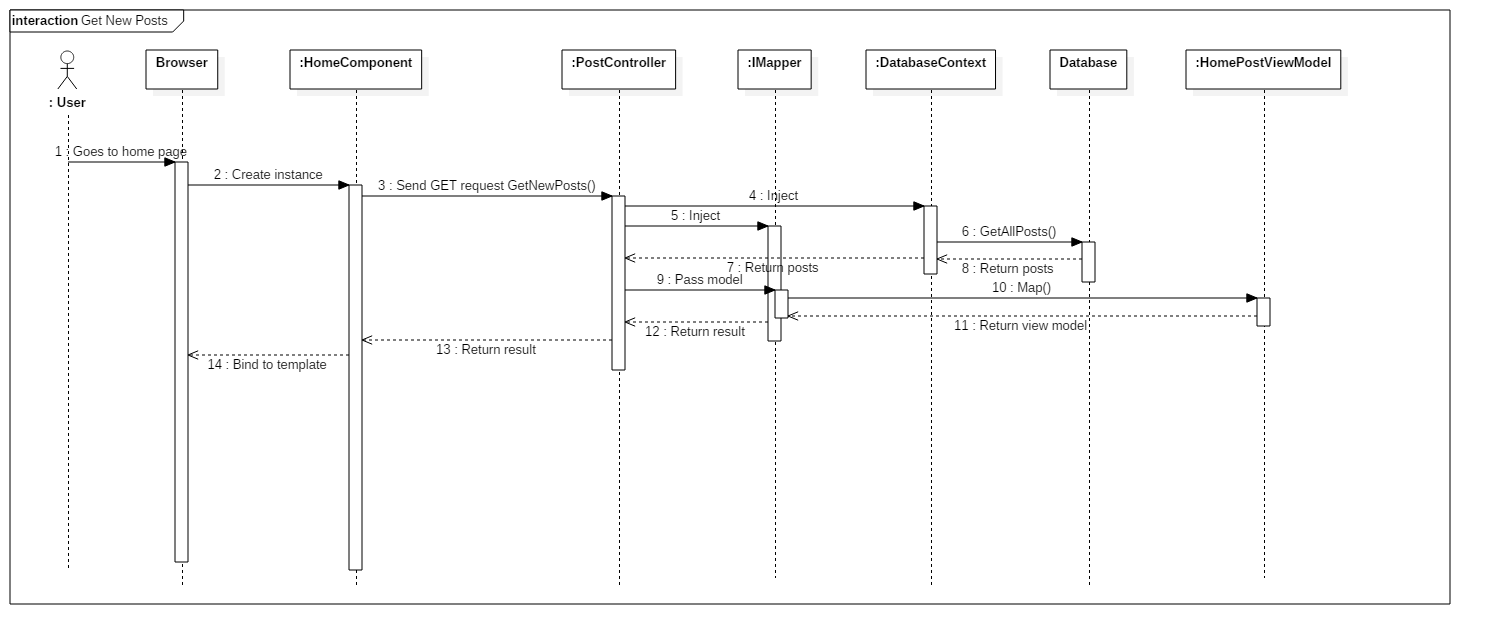 interaction Get New Posts
: User
Browser
:HomeComponent
:PostController
:IMapper
:DatabaseContext
Database
:HomePostViewModel
1 : Goes to home page
2 : Create instance
3 : Send GET request GetNewPosts()
4 : Inject
5 : Inject
6 : GetAllPosts()
7 : Return posts
8 : Return posts
9 : Pass model
10 : Map()
11 : Return view model
12 : Return result
13 : Return result
14 : Bind to template